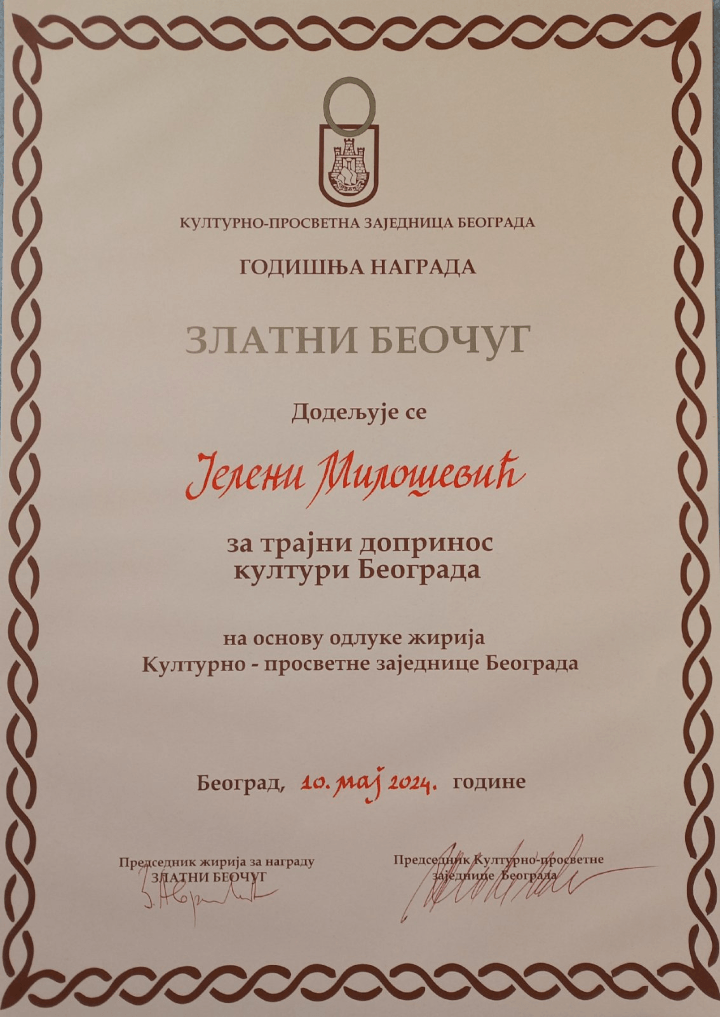 КУЛТУРНО-ПРОСВЕТНА ЗАЈЕДНИЦА БЕОГРАДА
ГОДИШЊА НАГРАДА
ЗЛАТНИ БЕОЧУГ
Додељује се
Јелени Милошевић
за трајни допринос
култури Београда
на основу одлуке жирија
Културно - просветне заједнице Београда
Београд, 10. мај 2024. године
Председник жирија за награду
ЗЛАТНИ БЕОЧУГ
Председник Културно-просветне
заједнице Београда